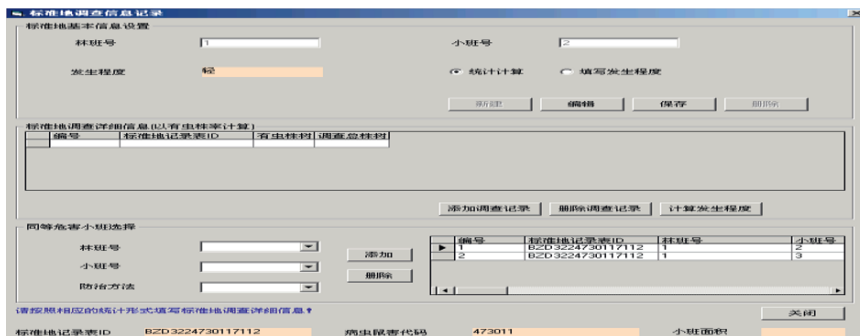 标准地调查信息记录
标准地基本信息设置
林班号 1 小班号 2
发生程度 轻 统计计算 填写发生程度
新建 编辑 保存 删除
标准地调查详细信息(以有虫株率计算)
编号 标准地记录表ID 有虫株树 调查总株树
添加调查记录 删除调查记录 计算发生程度
同等危害小班选择
林班号
小班号
防治方法
添加
删除
编号 标准地记录表ID 林班号 小班号
1 BZD3224730117112 1 2
2 BZD3224730117112 1 3
请按照相应的统计形式填写标准地调查详细信息!
关闭
标准地记录表ID BZD3224730117112 病虫鼠害代码 473011 小班面积